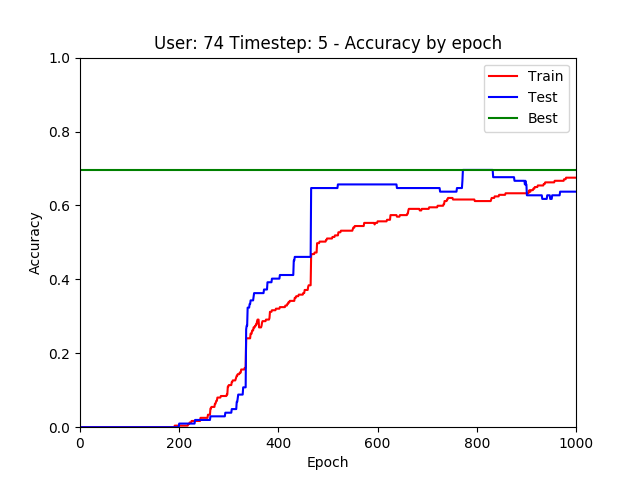 User: 74 Timestep: 5 - Accuracy by epoch
1.0
0.8
0.6
0.4
0.2
0.0
Accuracy
0 200 400 600 800 1000
Epoch
Train
Test
Best